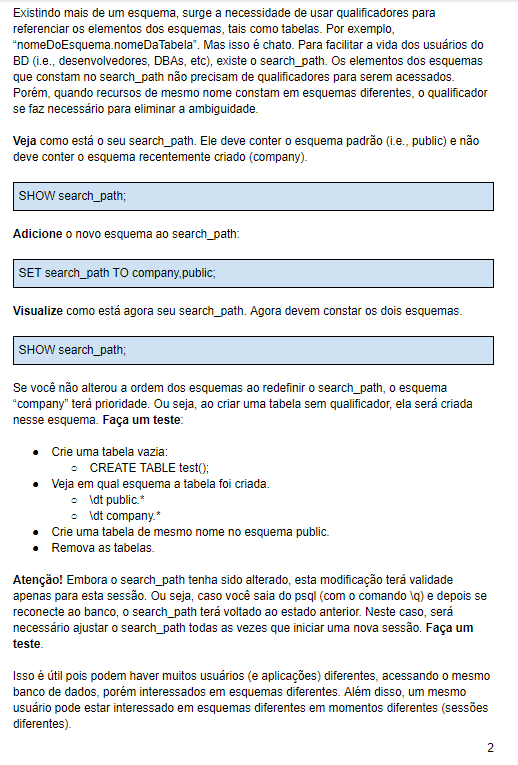 Existindo mais de um esquema, surge a necessidade de usar qualificadores para
referenciar os elementos dos esquemas, tais como tabelas. Por exemplo,
“nomeDoEsquema.nomeDaTabela”. Mas isso é chato. Para facilitar a vida dos usuários do
BD (i.e., desenvolvedores, DBAs, etc), existe o search_path. Os elementos dos esquemas
que constam no search_path não precisam de qualificadores para serem acessados.
Porém, quando recursos de mesmo nome constam em esquemas diferentes, o qualificador
se faz necessário para eliminar a ambiguidade.
Veja como está o seu search_path. Ele deve conter o esquema padrão (i.e., public) e não
deve conter o esquema recentemente criado (company).
SHOW search_path;
Adicione o novo esquema ao search_path:
SET search_path TO company,public;
Visualize como está agora seu search_path. Agora devem constar os dois esquemas.
SHOW search_path;
Se você não alterou a ordem dos esquemas ao redefinir o search_path, o esquema
“company” terá prioridade. Ou seja, ao criar uma tabela sem qualificador, ela será criada
nesse esquema. Faça um teste:
● Crie uma tabela vazia:
○ CREATE TABLE test();
● Veja em qual esquema a tabela foi criada.
○ \dt public.*
○ \dt company.*
● Crie uma tabela de mesmo nome no esquema public.
● Remova as tabelas.
Atenção! Embora o search_path tenha sido alterado, esta modificação terá validade
apenas para esta sessão. Ou seja, caso você saia do psql (com o comando \q) e depois se
reconecte ao banco, o search_path terá voltado ao estado anterior. Neste caso, será
necessário ajustar o search_path todas as vezes que iniciar uma nova sessão. Faça um
teste.
Isso é útil pois podem haver muitos usuários (e aplicações) diferentes, acessando o mesmo
banco de dados, porém interessados em esquemas diferentes. Além disso, um mesmo
usuário pode estar interessado em esquemas diferentes em momentos diferentes (sessões
diferentes).
2